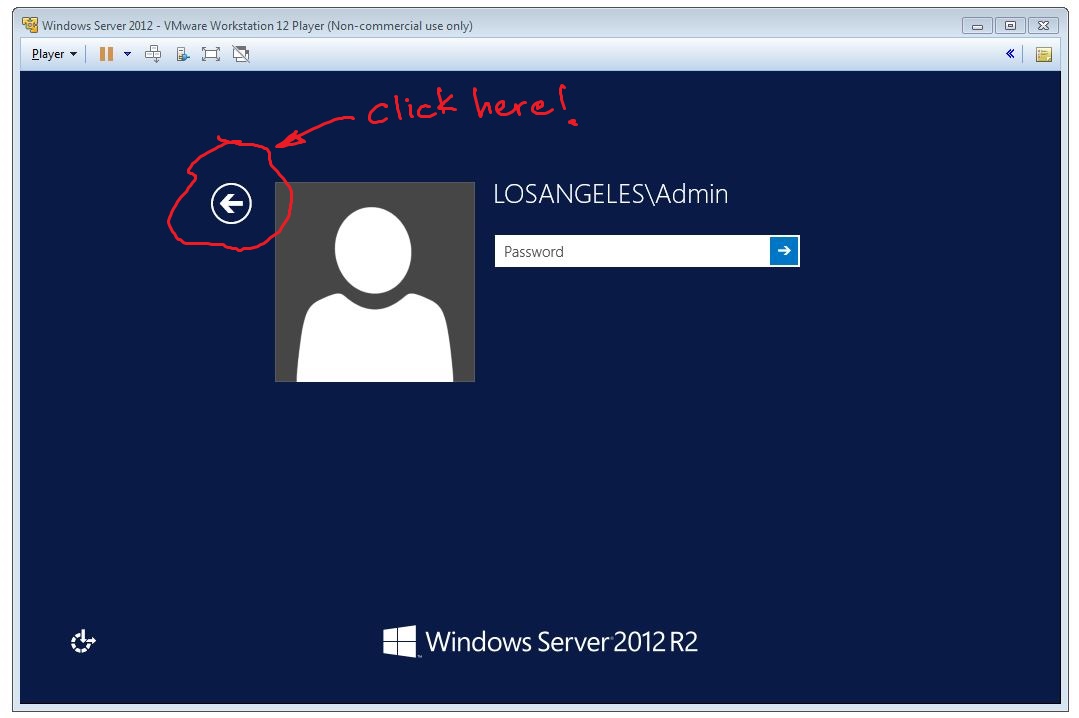 Windows Server 2012 - VMware Workstation 12 Player (Non-commercial use only)
Player
click here!
LOSANGELES\Admin
Password
Windows Server 2012 R2